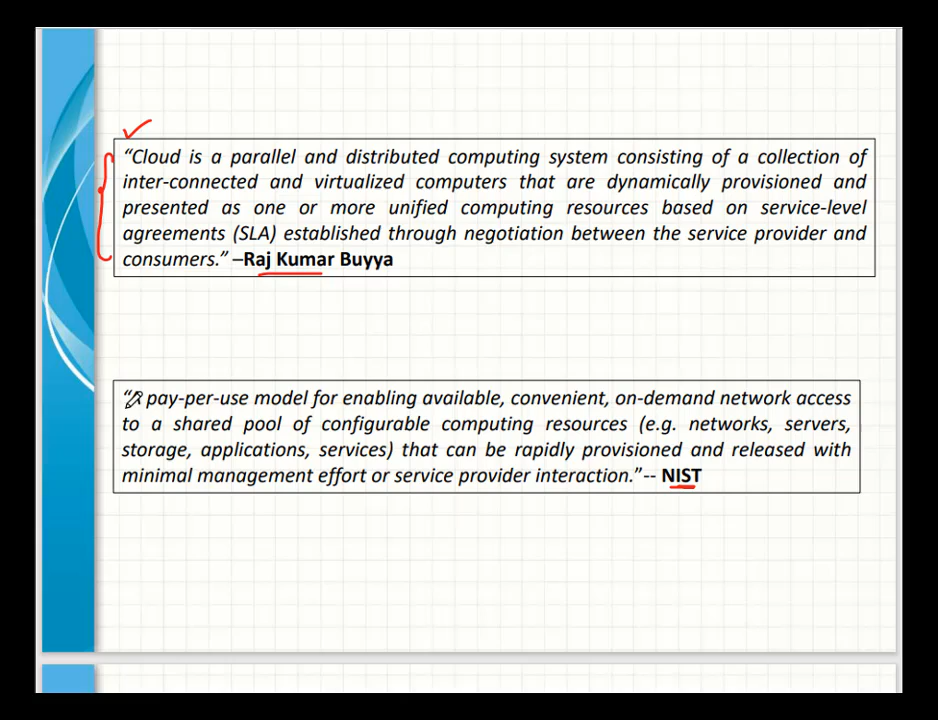 “Cloud is a parallel and distributed computing system consisting of a collection of
inter-connected and virtualized computers that are dynamically provisioned and
presented as one or more unified computing resources based on service-level
agreements (SLA) established through negotiation between the service provider and
consumers.” –Raj Kumar Buyya
“A pay-per-use model for enabling available, convenient, on-demand network access
to a shared pool of configurable computing resources (e.g. networks, servers,
storage, applications, services) that can be rapidly provisioned and released with
minimal management effort or service provider interaction.”-- NIST